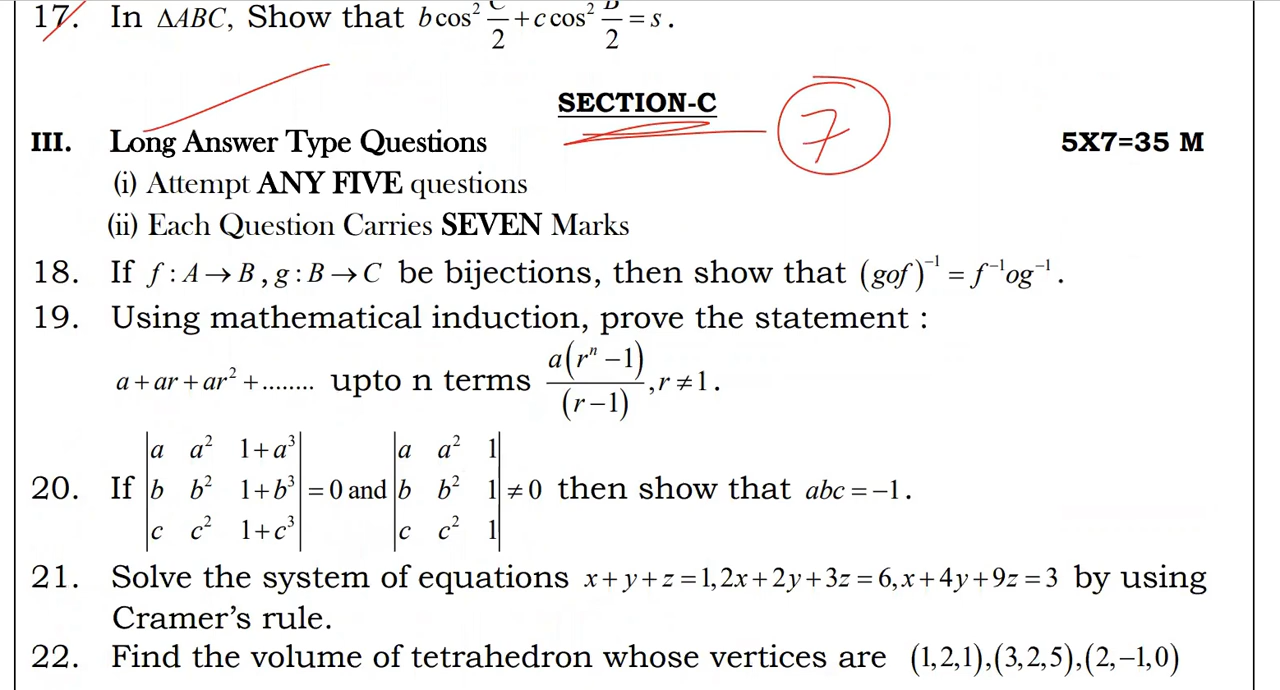 17. In ΔABC, Show that b cos² C/2 + c cos² B/2 = s.
SECTION-C 7
III. Long Answer Type Questions 5X7=35 M
(i) Attempt ANY FIVE questions
(ii) Each Question Carries SEVEN Marks
18. If f : A → B, g : B → C be bijections, then show that (gof)⁻¹ = f⁻¹og⁻¹.
19. Using mathematical induction, prove the statement :
a + ar + ar² + ........ upto n terms a(rⁿ − 1)/(r − 1), r ≠ 1.
20. If |a a² 1+a³; b b² 1+b³; c c² 1+c³| = 0 and |a a² 1; b b² 1; c c² 1| ≠ 0 then show that abc = −1.
21. Solve the system of equations x + y + z = 1, 2x + 2y + 3z = 6, x + 4y + 9z = 3 by using
Cramer's rule.
22. Find the volume of tetrahedron whose vertices are (1,2,1),(3,2,5),(2,−1,0)